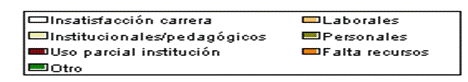 Insatisfacción carrera Laborales
Institucionales/pedagógicos Personales
Uso parcial institución Falta recursos
Otro